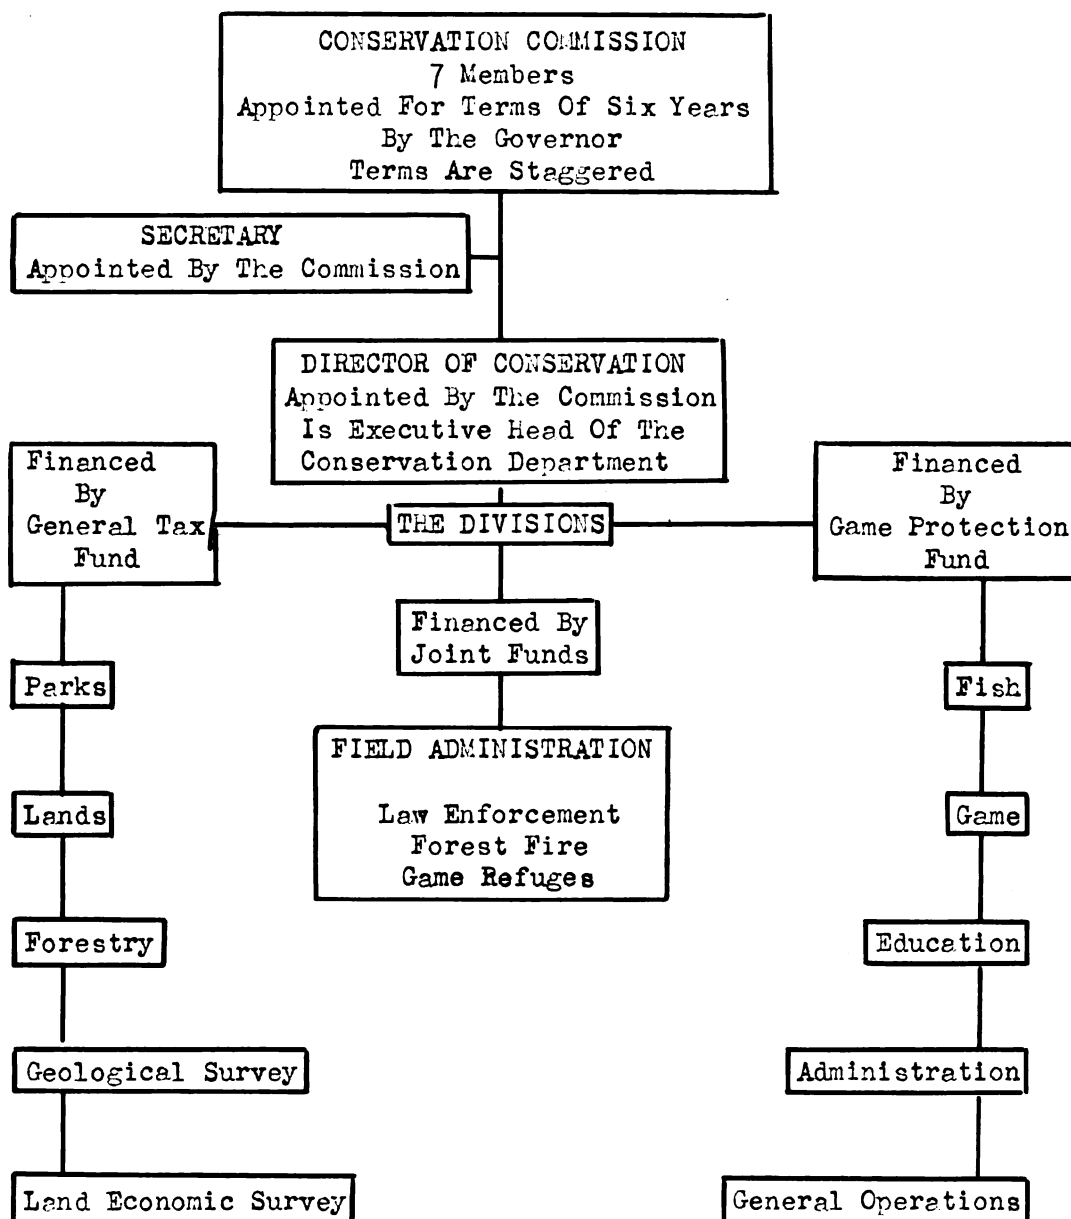 CONSERVATION COMMISSION
7 Members
Appointed For Terms Of Six Years
By The Governor
Terms Are Staggered
SECRETARY
Appointed By The Commission
DIRECTOR OF CONSERVATION
Appointed By The Commission
Is Executive Head Of The
Conservation Department
Financed
By
General Tax
Fund
THE DIVISIONS
Financed
By
Game Protection
Fund
Financed By
Joint Funds
Parks
Fish
FIELD ADMINISTRATION
Law Enforcement
Forest Fire
Game Refuges
Lands
Game
Forestry
Education
Geological Survey
Administration
Land Economic Survey
General Operations